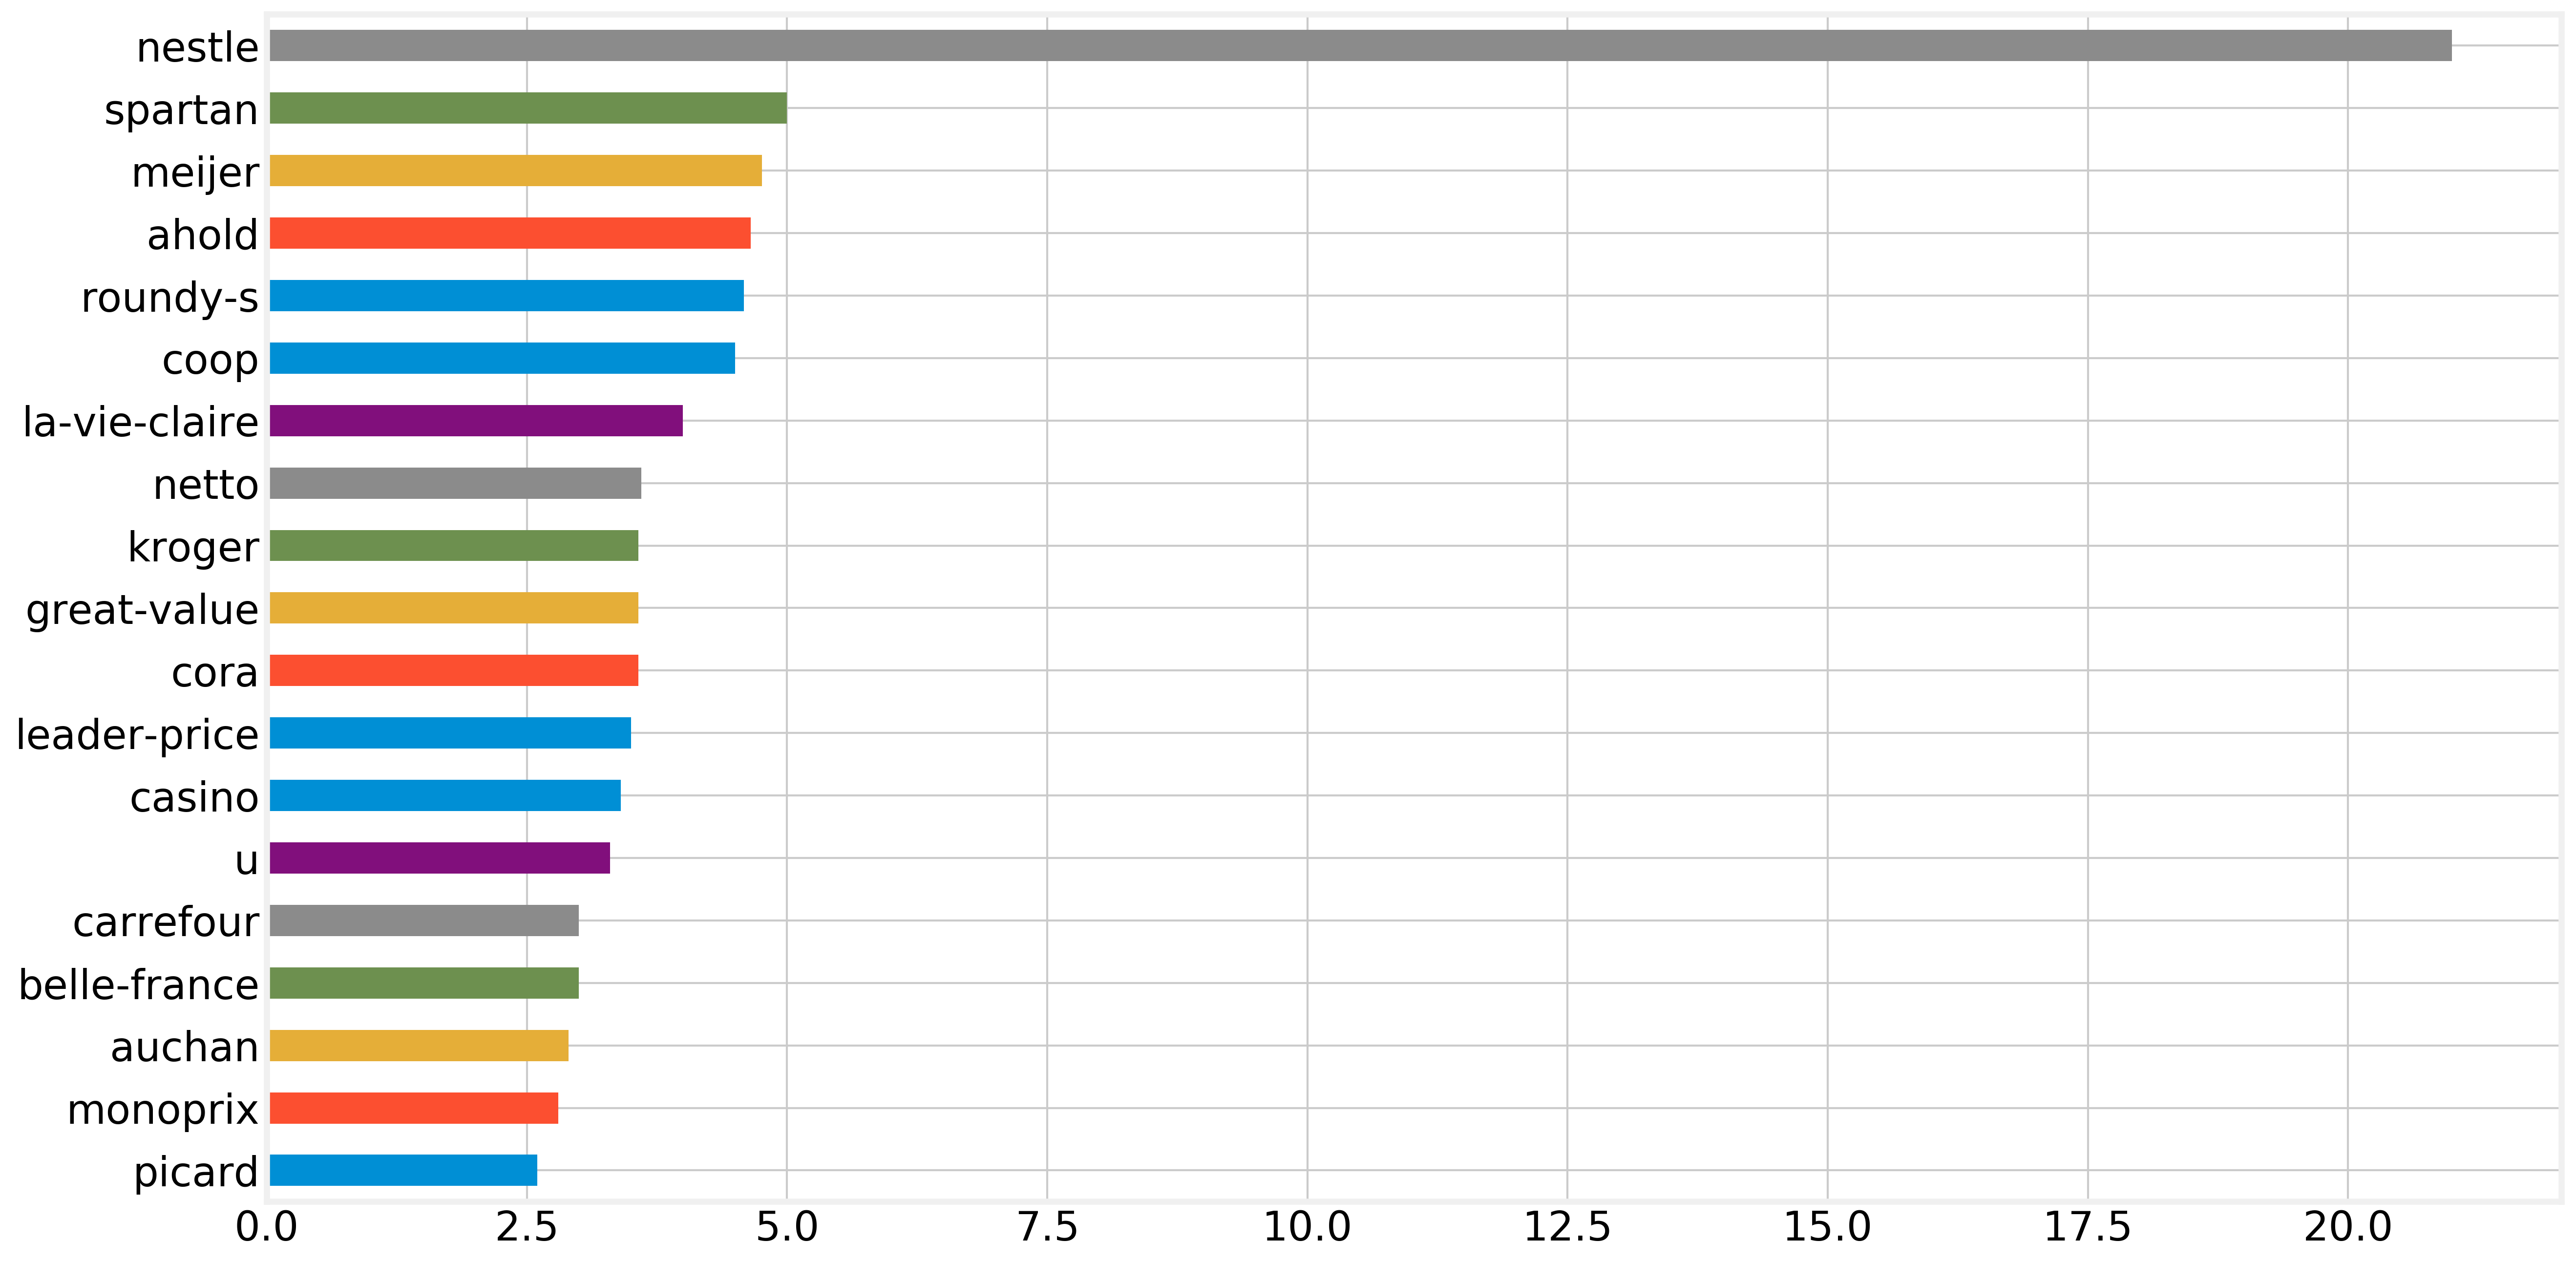 nestle
spartan
meijer
ahold
roundy-s
coop
la-vie-claire
netto
kroger
great-value
cora
leader-price
casino
u
carrefour
belle-france
auchan
monoprix
picard
0.0 2.5 5.0 7.5 10.0 12.5 15.0 17.5 20.0